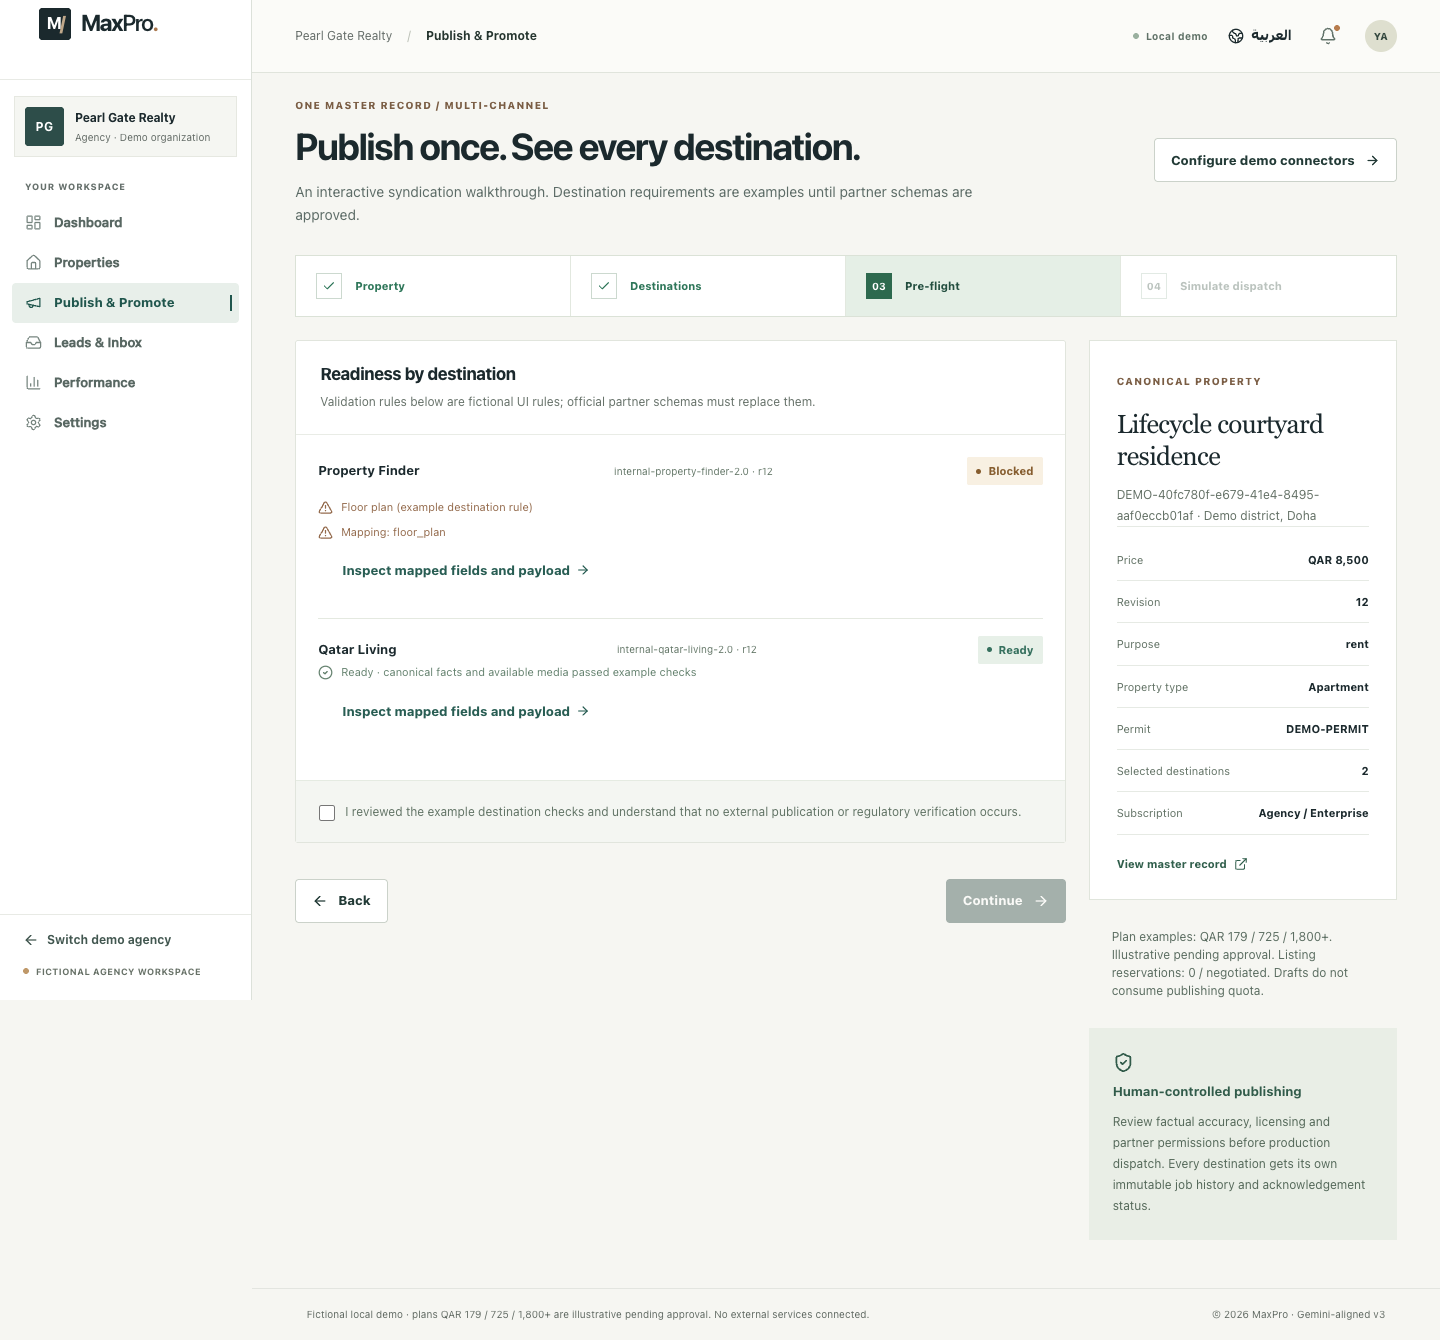 M/ MaxPro.
PG
Pearl Gate Realty
Agency · Demo organization
YOUR WORKSPACE
Dashboard
Properties
Publish & Promote
Leads & Inbox
Performance
Settings
Switch demo agency
FICTIONAL AGENCY WORKSPACE
Pearl Gate Realty / Publish & Promote
Local demo
العربية
YA
ONE MASTER RECORD / MULTI-CHANNEL
Publish once. See every destination.
An interactive syndication walkthrough. Destination requirements are examples until partner schemas are
approved.
Configure demo connectors
Property
Destinations
03 Pre-flight
04 Simulate dispatch
Readiness by destination
Validation rules below are fictional UI rules; official partner schemas must replace them.
Property Finder internal-property-finder-2.0 · r12 Blocked
Floor plan (example destination rule)
Mapping: floor_plan
Inspect mapped fields and payload
Qatar Living internal-qatar-living-2.0 · r12 Ready
Ready · canonical facts and available media passed example checks
Inspect mapped fields and payload
I reviewed the example destination checks and understand that no external publication or regulatory verification occurs.
Back
Continue
CANONICAL PROPERTY
Lifecycle courtyard
residence
DEMO-40fc780f-e679-41e4-8495-
aaf0eccb01af · Demo district, Doha
Price QAR 8,500
Revision 12
Purpose rent
Property type Apartment
Permit DEMO-PERMIT
Selected destinations 2
Subscription Agency / Enterprise
View master record
Plan examples: QAR 179 / 725 / 1,800+.
Illustrative pending approval. Listing
reservations: 0 / negotiated. Drafts do not
consume publishing quota.
Human-controlled publishing
Review factual accuracy, licensing and
partner permissions before production
dispatch. Every destination gets its own
immutable job history and acknowledgement
status.
Fictional local demo · plans QAR 179 / 725 / 1,800+ are illustrative pending approval. No external services connected.
© 2026 MaxPro · Gemini-aligned v3